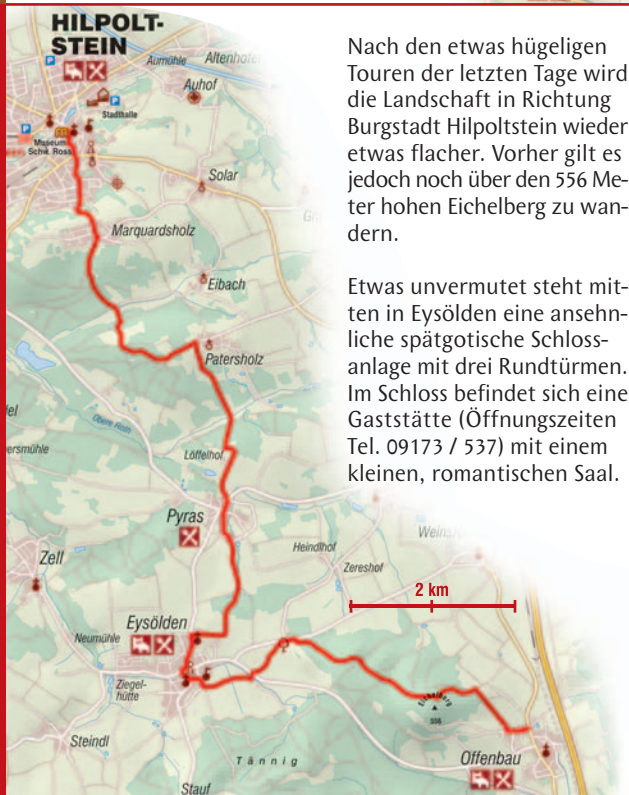 HILPOLT-
STEIN
Aumühle
Altenhofe
Auhof
Stadthalle
Museum
Schw. Ross
Solar
Marquardsholz
Eibach
Patersholz
Obere Roth
ersmühle
Löffelhof
Pyras
Heindlhof
Zereshof
Zell
Eysölden
Neumühle
Ziegel-
hütte
Steindl
Tännig
Stauf
Eichelberg
556
Offenbau
2 km
Nach den etwas hügeligen
Touren der letzten Tage wird
die Landschaft in Richtung
Burgstadt Hilpoltstein wieder
etwas flacher. Vorher gilt es
jedoch noch über den 556 Me-
ter hohen Eichelberg zu wan-
dern.
Etwas unvermutet steht mit-
ten in Eysölden eine ansehn-
liche spätgotische Schloss-
anlage mit drei Rundtürmen.
Im Schloss befindet sich eine
Gaststätte (Öffnungszeiten
Tel. 09173 / 537) mit einem
kleinen, romantischen Saal.